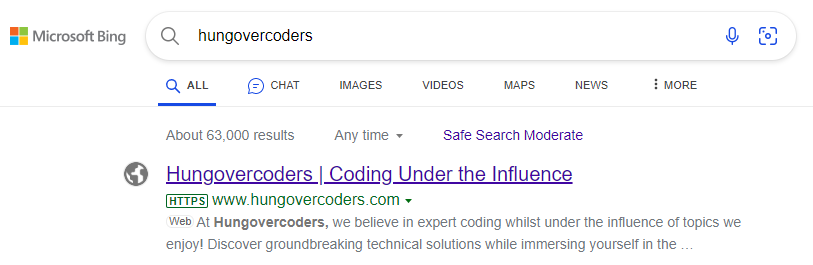 Microsoft Bing hungovercoders
ALL CHAT IMAGES VIDEOS MAPS NEWS MORE
About 63,000 results Any time Safe Search Moderate
Hungovercoders | Coding Under the Influence
HTTPS www.hungovercoders.com
Web At Hungovercoders, we believe in expert coding whilst under the influence of topics we
enjoy! Discover groundbreaking technical solutions while immersing yourself in the …